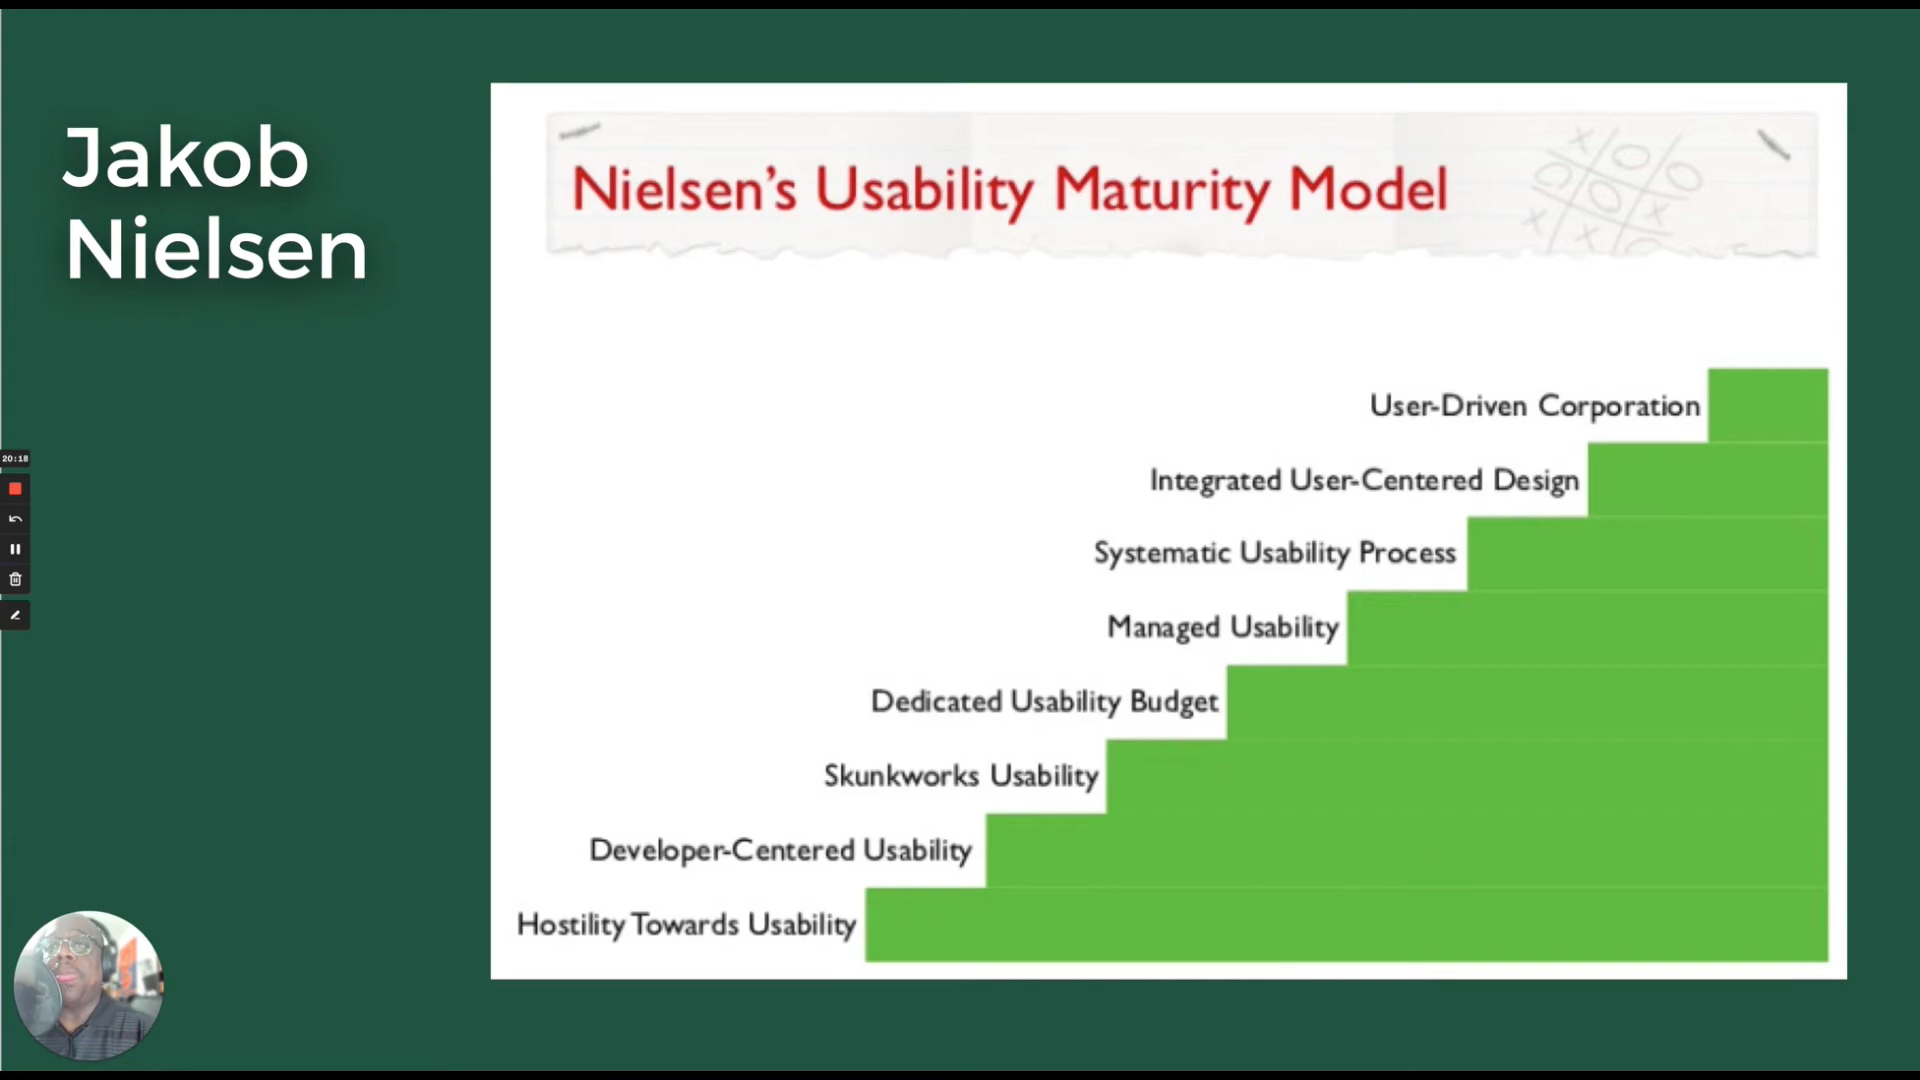 Jakob
Nielsen
Nielsen's Usability Maturity Model
User-Driven Corporation
Integrated User-Centered Design
Systematic Usability Process
Managed Usability
Dedicated Usability Budget
Skunkworks Usability
Developer-Centered Usability
Hostility Towards Usability
20:18